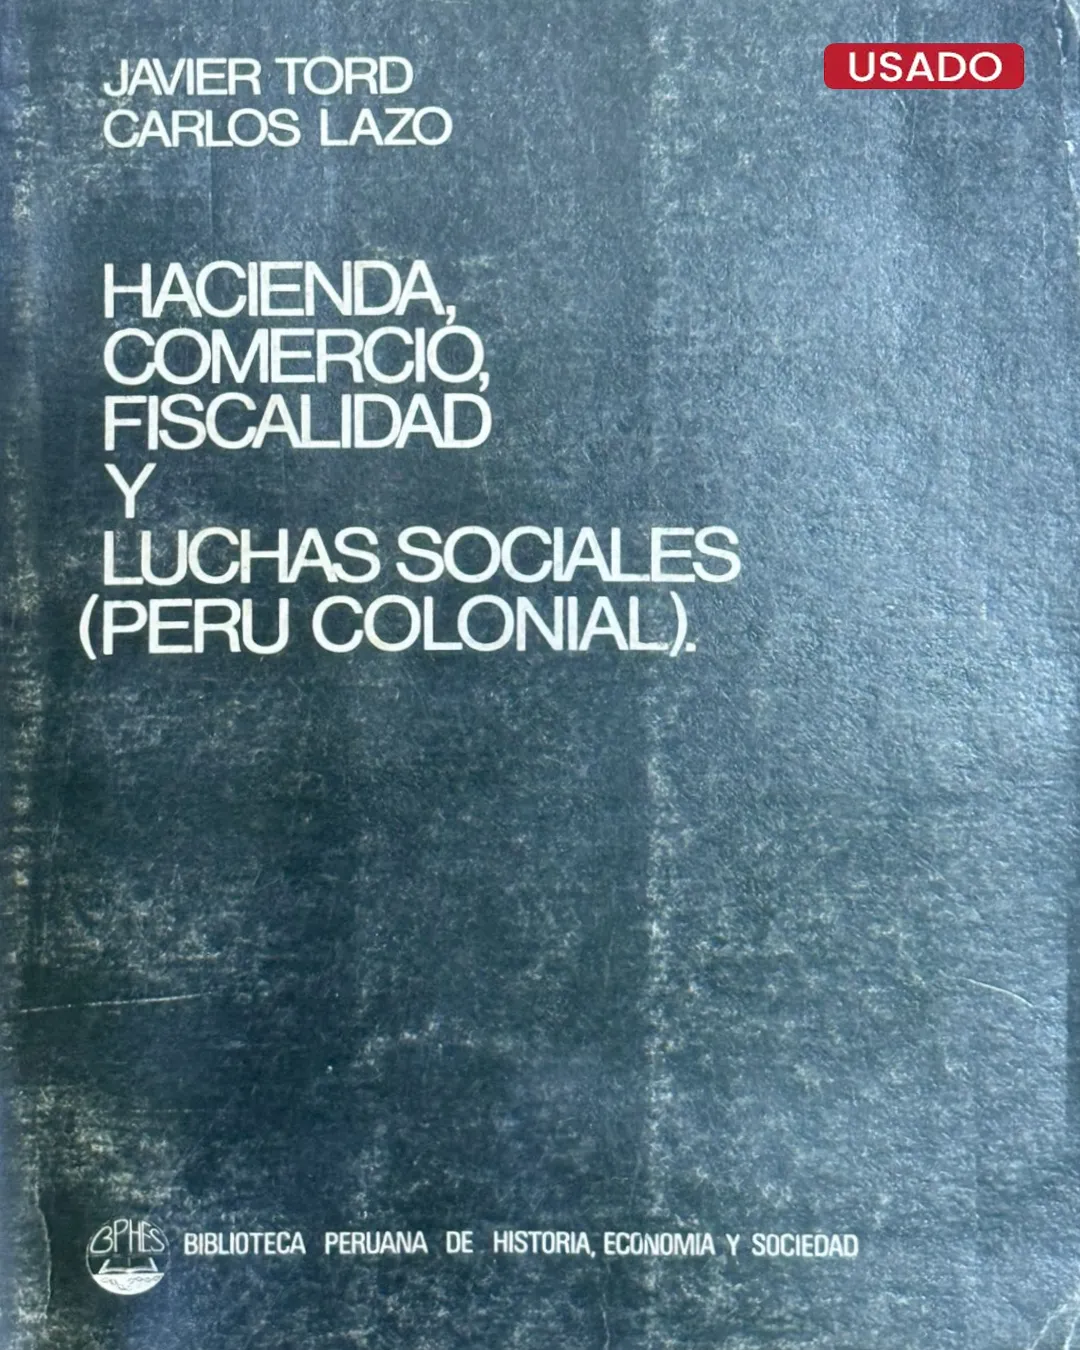 JAVIER TORD
CARLOS LAZO
USADO
HACIENDA,
COMERCIO,
FISCALIDAD
Y
LUCHAS SOCIALES
(PERU COLONIAL).
BPHES
BIBLIOTECA PERUANA DE HISTORIA, ECONOMIA Y SOCIEDAD